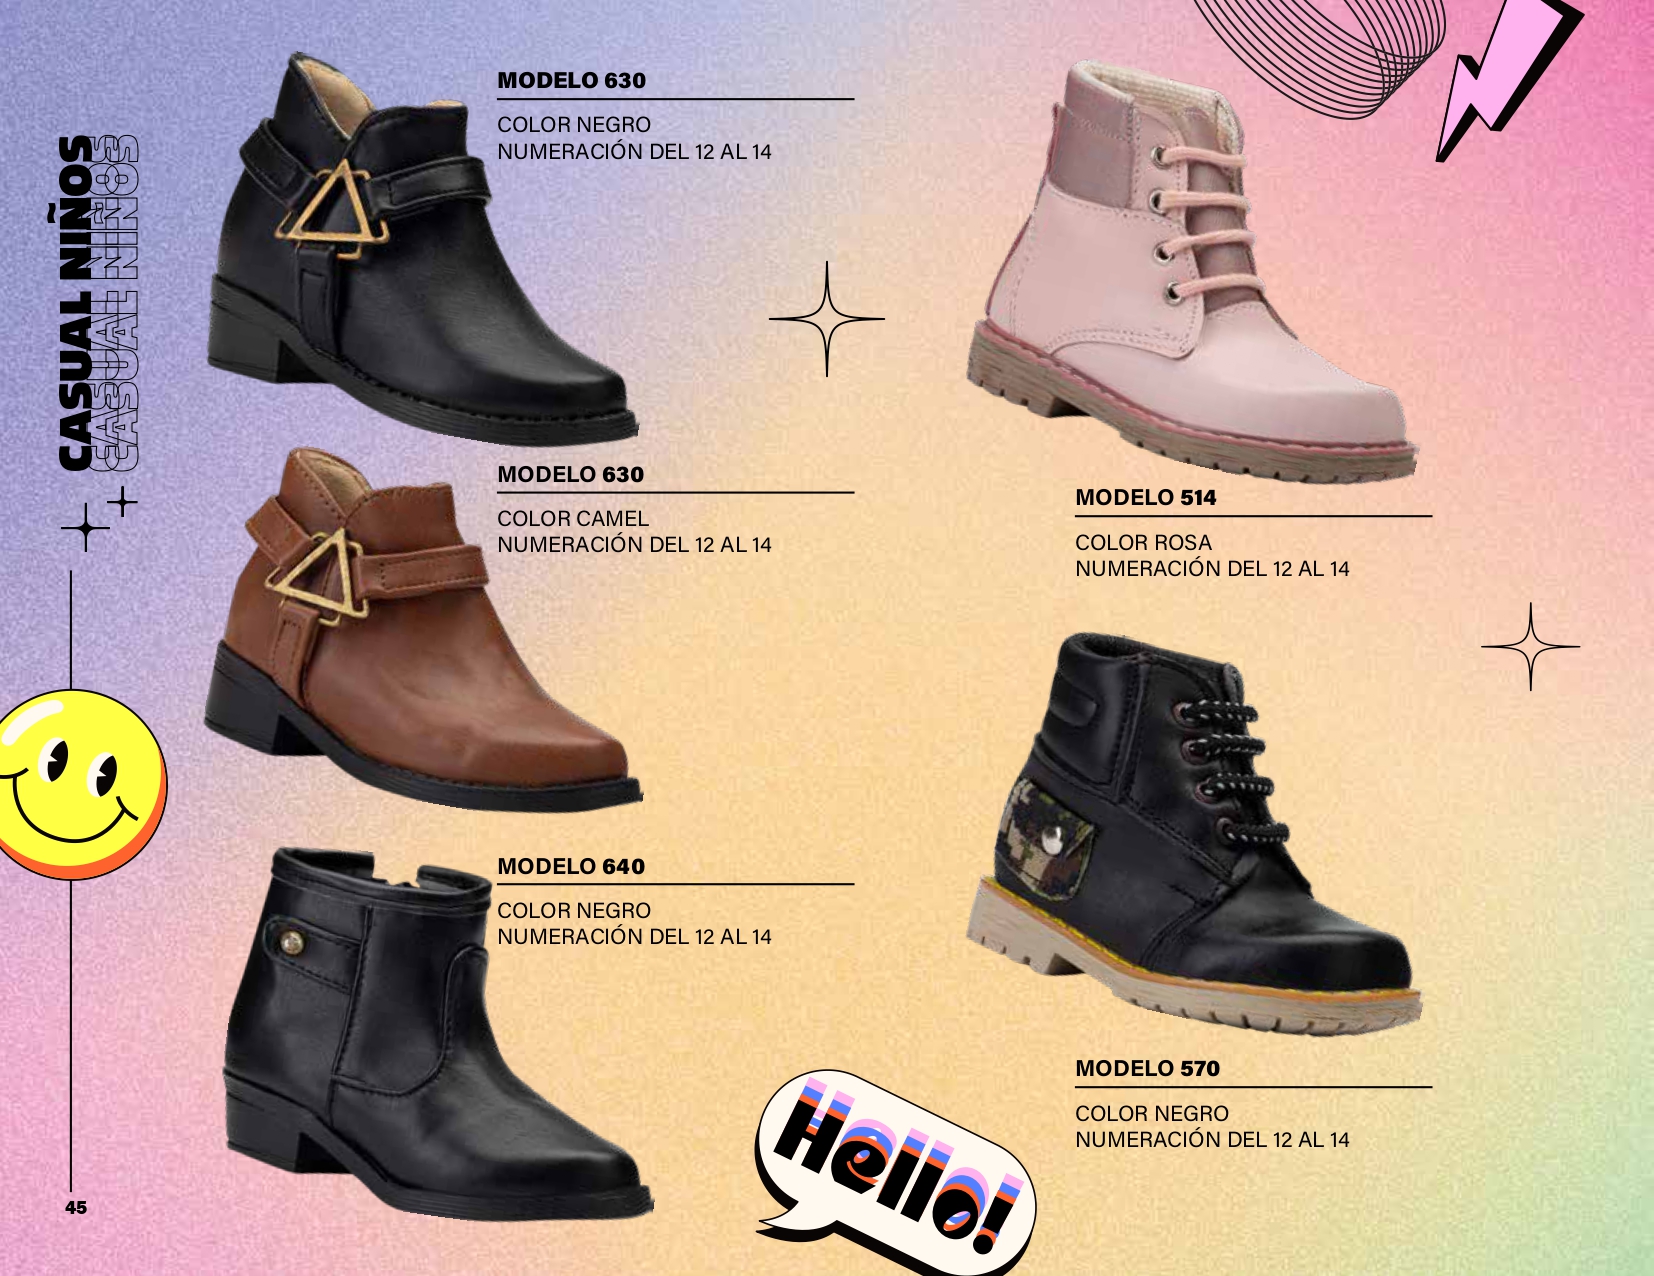 CASUAL NIÑOS
CASUAL NIÑOS
CASUAL NIÑOS
MODELO 630
COLOR NEGRO
NUMERACIÓN DEL 12 AL 14
MODELO 630
COLOR CAMEL
NUMERACIÓN DEL 12 AL 14
MODELO 640
COLOR NEGRO
NUMERACIÓN DEL 12 AL 14
MODELO 514
COLOR ROSA
NUMERACIÓN DEL 12 AL 14
MODELO 570
COLOR NEGRO
NUMERACIÓN DEL 12 AL 14
Hello!
45